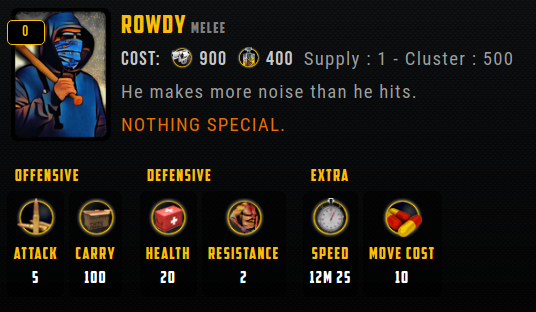 0
ROWDY MELEE
COST: 900 400 Supply : 1 - Cluster : 500
He makes more noise than he hits.
NOTHING SPECIAL.
OFFENSIVE DEFENSIVE EXTRA
ATTACK CARRY HEALTH RESISTANCE SPEED MOVE COST
5 100 20 2 12M 2S 10